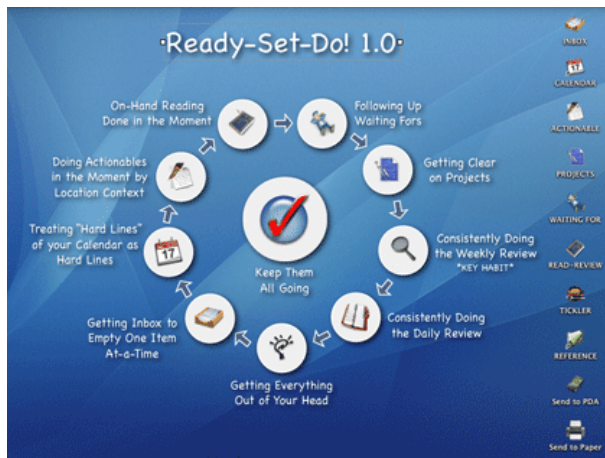 ·Ready-Set-Do! 1.0·
On-Hand Reading
Done in the Moment
Following Up
Waiting Fors
Getting Clear
on Projects
Consistently Doing
the Weekly Review
*KEY HABIT*
Consistently Doing
the Daily Review
Getting Everything
Out of Your Head
Getting Inbox to
Empty One Item
At-a-Time
Treating "Hard Lines"
of your Calendar as
Hard Lines
17
Doing Actionables
in the Moment by
Location Context
Keep Them
All Going
INBOX
17
CALENDAR
ACTIONABLE
PROJECTS
WAITING FOR
READ-REVIEW
TICKLER
REFERENCE
Send to PDA
Send to Paper